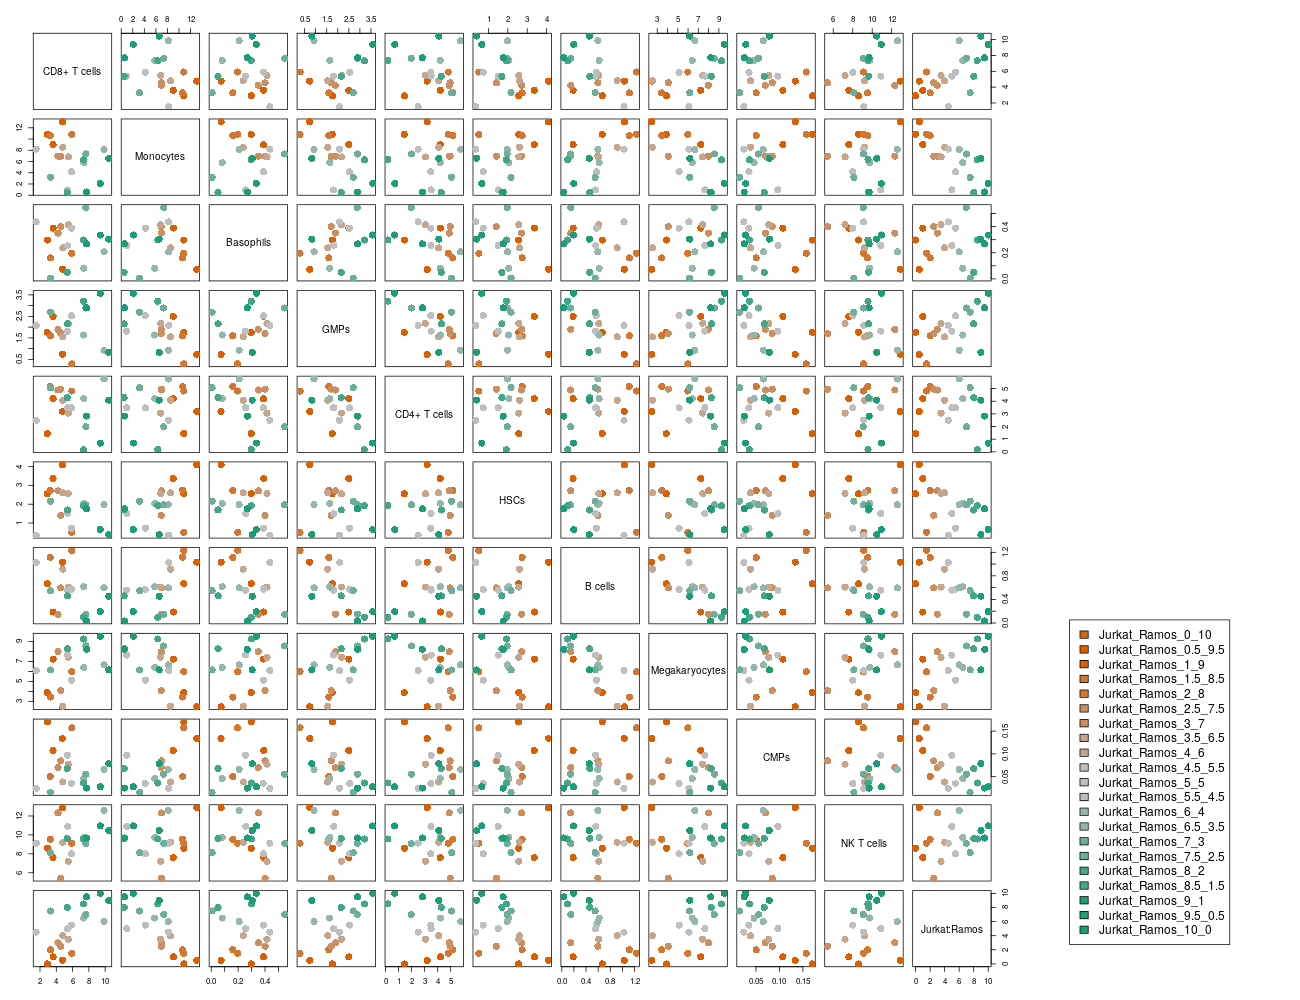 0 2 4 6 8 12
0.5 1.5 2.5 3.5
1 2 3 4
3 5 7 9
6 8 10 12
CD8+ T cells
2 4 6 8 10
Monocytes
0 2 4 6 8 12
Basophils
0.0 0.2 0.4
GMPs
0.5 1.5 2.5 3.5
CD4+ T cells
0 1 2 3 4 5
HSCs
1 2 3 4
B cells
0.0 0.4 0.8 1.2
Megakaryocytes
3 5 7 9
CMPs
0.05 0.10 0.15
NK T cells
6 8 10 12
JurkatRamos
0 2 4 6 8 10
2 4 6 8 10
0.0 0.2 0.4
0 1 2 3 4 5
0.0 0.4 0.8 1.2
0.05 0.10 0.15
0 2 4 6 8 10
Jurkat_Ramos_0_10
Jurkat_Ramos_0.5_9.5
Jurkat_Ramos_1_9
Jurkat_Ramos_1.5_8.5
Jurkat_Ramos_2_8
Jurkat_Ramos_2.5_7.5
Jurkat_Ramos_3_7
Jurkat_Ramos_3.5_6.5
Jurkat_Ramos_4_6
Jurkat_Ramos_4.5_5.5
Jurkat_Ramos_5_5
Jurkat_Ramos_5.5_4.5
Jurkat_Ramos_6_4
Jurkat_Ramos_6.5_3.5
Jurkat_Ramos_7_3
Jurkat_Ramos_7.5_2.5
Jurkat_Ramos_8_2
Jurkat_Ramos_8.5_1.5
Jurkat_Ramos_9_1
Jurkat_Ramos_9.5_0.5
Jurkat_Ramos_10_0